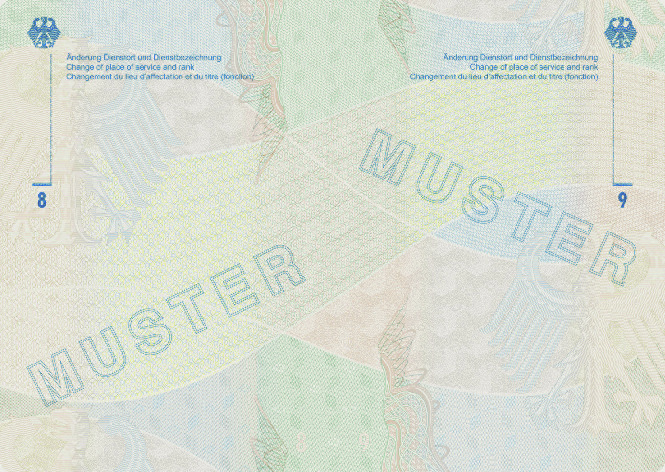 Änderung Dienstort und Dienstbezeichnung
Change of place of service and rank
Changement du lieu d'affectation et du titre (fonction)
8
MUSTER
Änderung Dienstort und Dienstbezeichnung
Change of place of service and rank
Changement du lieu d'affectation et du titre (fonction)
9
MUSTER